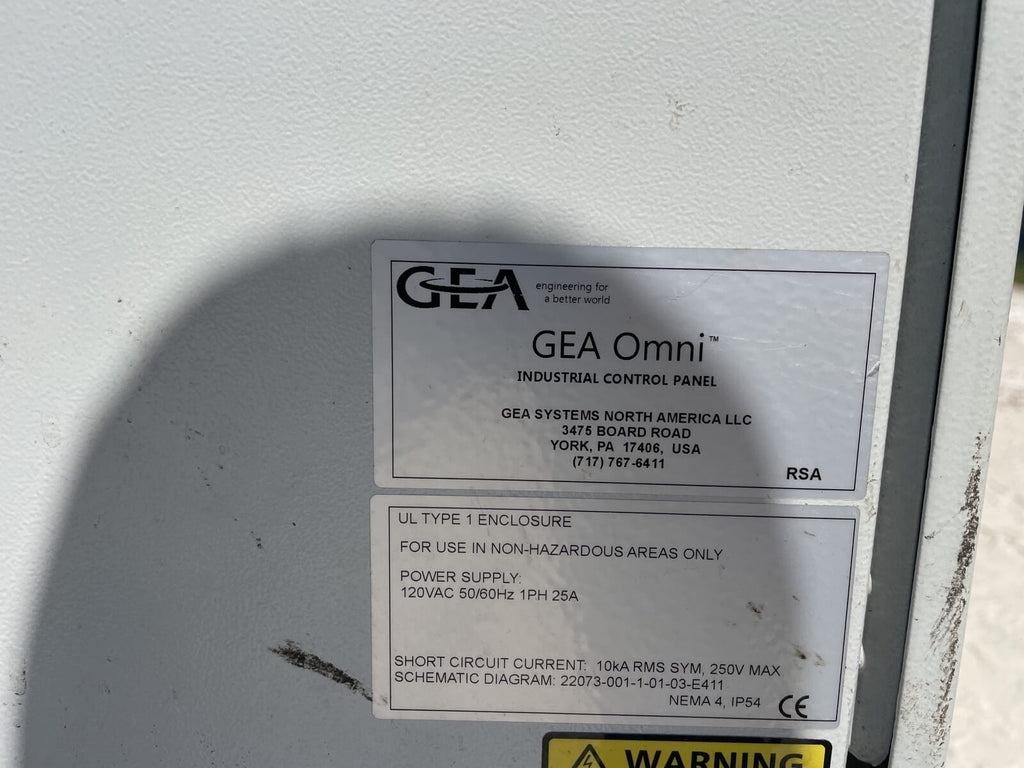 GEA engineering for
a better world
GEA Omni™
INDUSTRIAL CONTROL PANEL
GEA SYSTEMS NORTH AMERICA LLC
3475 BOARD ROAD
YORK, PA 17406, USA
(717) 767-6411
RSA
UL TYPE 1 ENCLOSURE
FOR USE IN NON-HAZARDOUS AREAS ONLY
POWER SUPPLY:
120VAC 50/60Hz 1PH 25A
SHORT CIRCUIT CURRENT: 10kA RMS SYM, 250V MAX
SCHEMATIC DIAGRAM: 22073-001-1-01-03-E411
NEMA 4, IP54 CE
WARNING